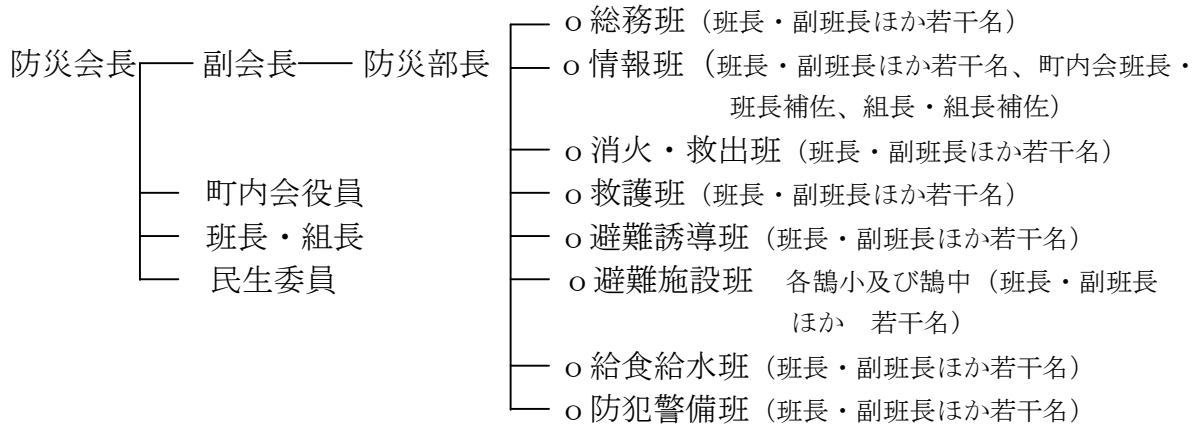 o 総務班（班長・副班長ほか若干名）
防災会長 副会長 防災部長
o 情報班（班長・副班長ほか若干名、町内会班長・
班長補佐、組長・組長補佐）
o 消火・救出班（班長・副班長ほか若干名）
町内会役員
o 救護班（班長・副班長ほか若干名）
班長・組長
o 避難誘導班（班長・副班長ほか若干名）
民生委員
o 避難施設班 各鵠小及び鵠中（班長・副班長
ほか 若干名）
o 給食給水班（班長・副班長ほか若干名）
o 防犯警備班（班長・副班長ほか若干名）